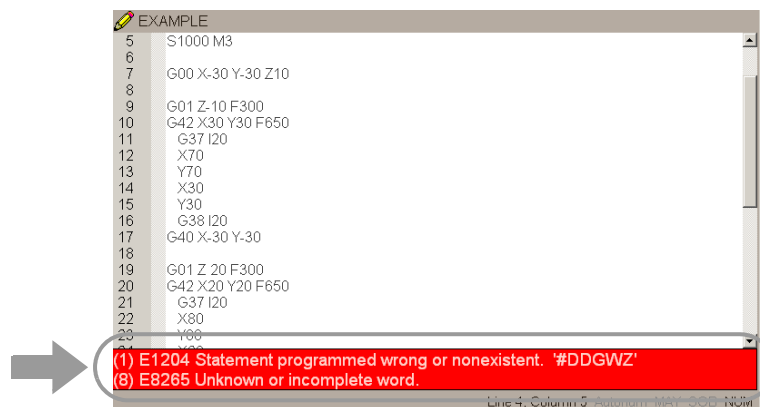 EXAMPLE
5 S1000 M3
6
7 G00 X-30 Y-30 Z10
8
9 G01 Z-10 F300
10 G42 X30 Y30 F650
11 G37 I20
12 X70
13 Y70
14 X30
15 Y30
16 G38 I20
17 G40 X-30 Y-30
18
19 G01 Z 20 F300
20 G42 X20 Y20 F650
21 G37 I20
22 X80
23
(1) E1204 Statement programmed wrong or nonexistent. '#DDGWZ'
(8) E8265 Unknown or incomplete word.
Line 4, Column 5 NUM